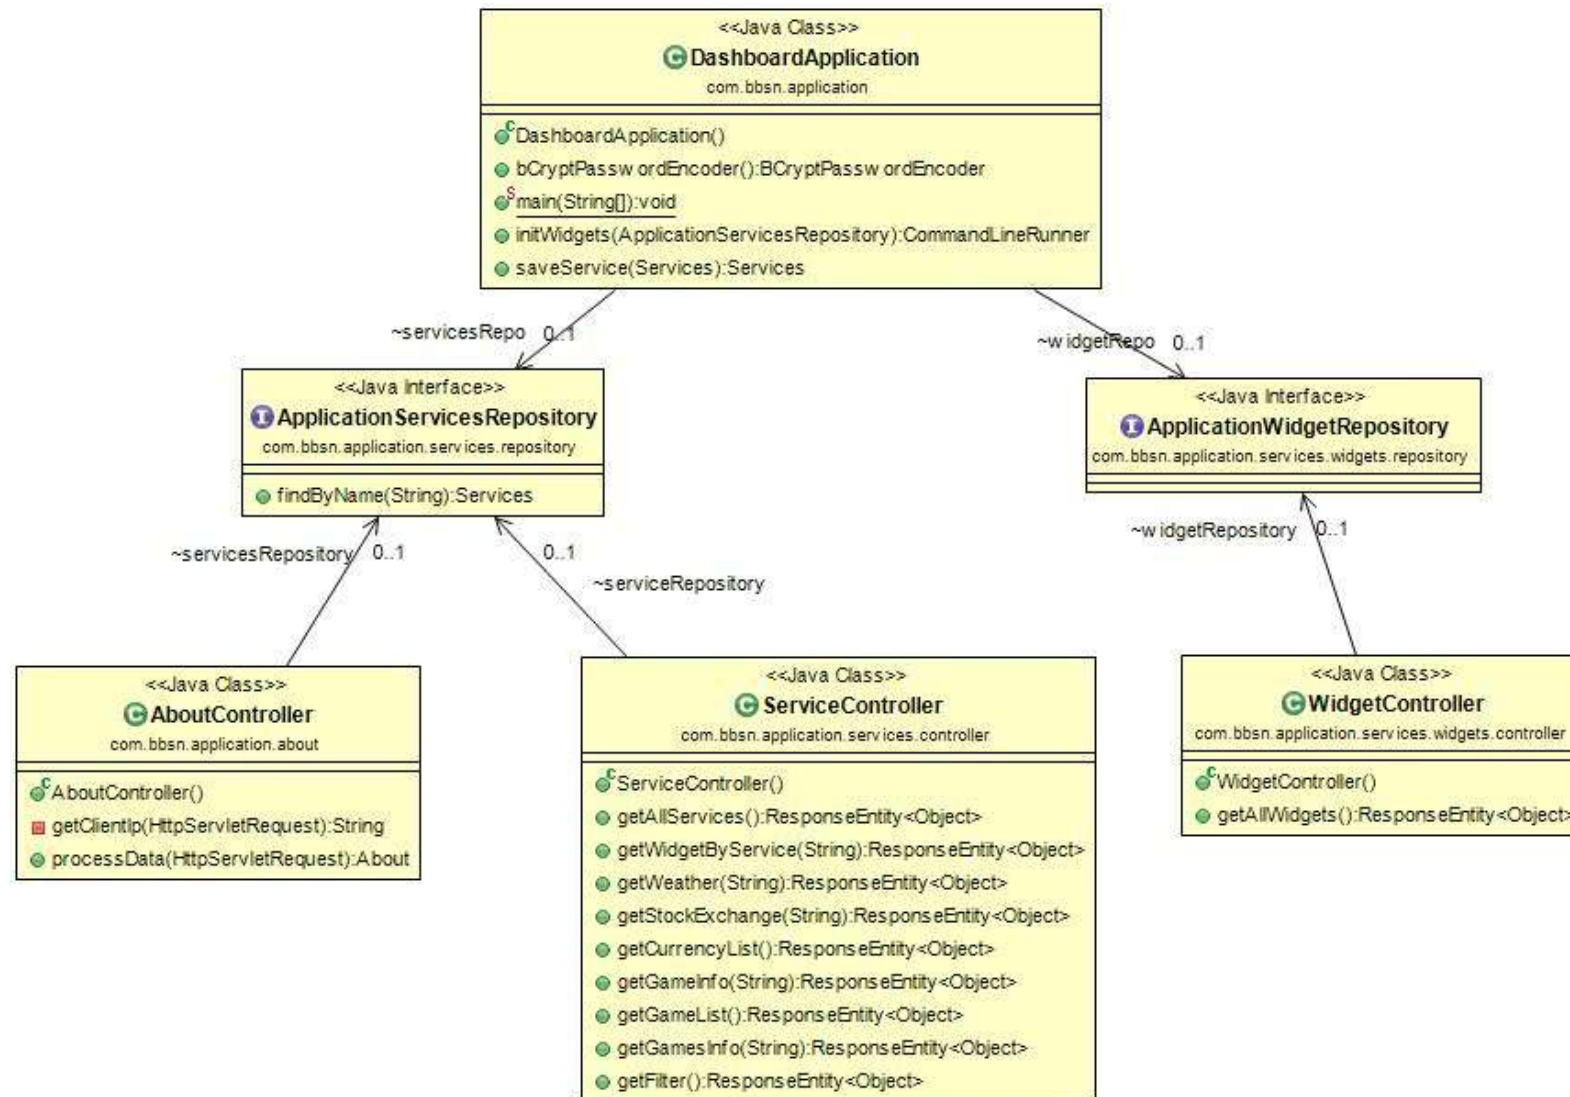 <<Java Class>>
DashboardApplication
com.bbsn.application
DashboardApplication()
bCryptPasswordEncoder():BCryptPasswordEncoder
main(String[]):void
initWidgets(ApplicationServicesRepository):CommandLineRunner
saveService(Services):Services
~servicesRepo 0..1
~widgetRepo 0..1
<<Java Interface>>
ApplicationServicesRepository
com.bbsn.application.services.repository
findByName(String):Services
<<Java Interface>>
ApplicationWidgetRepository
com.bbsn.application.services.widgets.repository
~servicesRepository 0..1
0..1
~serviceRepository
~widgetRepository 0..1
<<Java Class>>
AboutController
com.bbsn.application.about
AboutController()
getClientIp(HttpServletRequest):String
processData(HttpServletRequest):About
<<Java Class>>
ServiceController
com.bbsn.application.services.controller
ServiceController()
getAllServices():ResponseEntity<Object>
getWidgetByService(String):ResponseEntity<Object>
getWeather(String):ResponseEntity<Object>
getStockExchange(String):ResponseEntity<Object>
getCurrencyList():ResponseEntity<Object>
getGameInfo(String):ResponseEntity<Object>
getGameList():ResponseEntity<Object>
getGamesInfo(String):ResponseEntity<Object>
getFilter():ResponseEntity<Object>
<<Java Class>>
WidgetController
com.bbsn.application.services.widgets.controller
WidgetController()
getAllWidgets():ResponseEntity<Object>